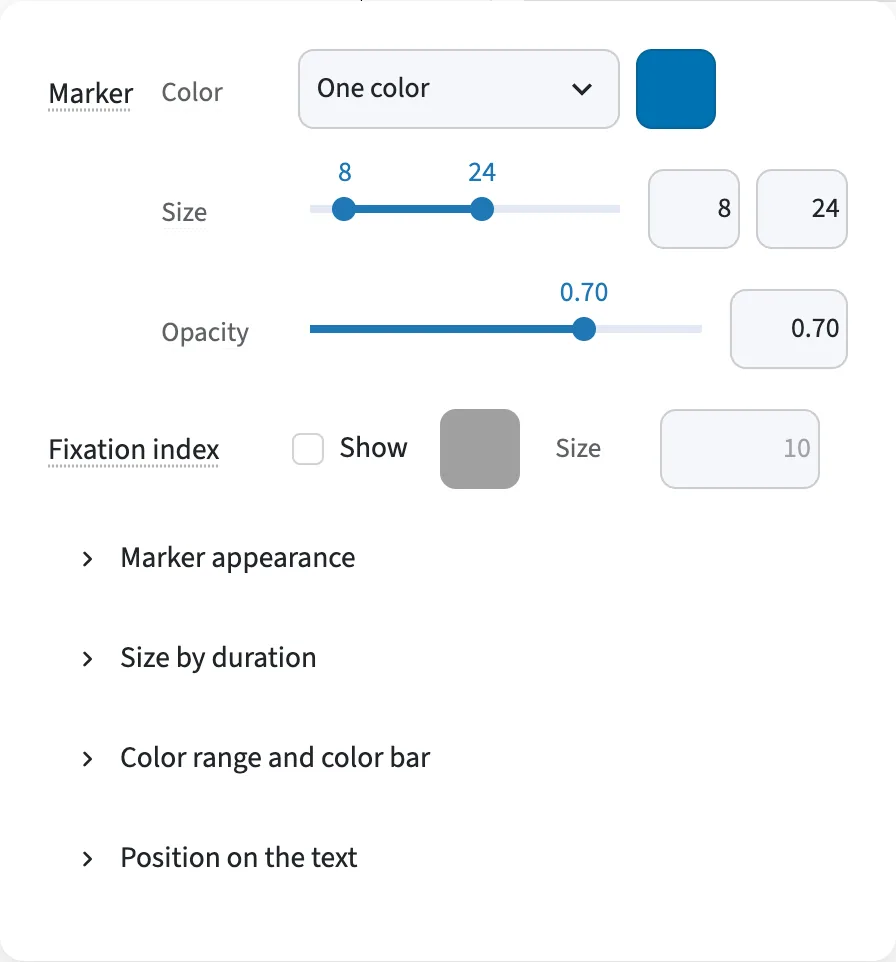 Marker Color One color
8 24
Size 8 24
0.70
Opacity 0.70
Fixation index Show Size 10
Marker appearance
Size by duration
Color range and color bar
Position on the text